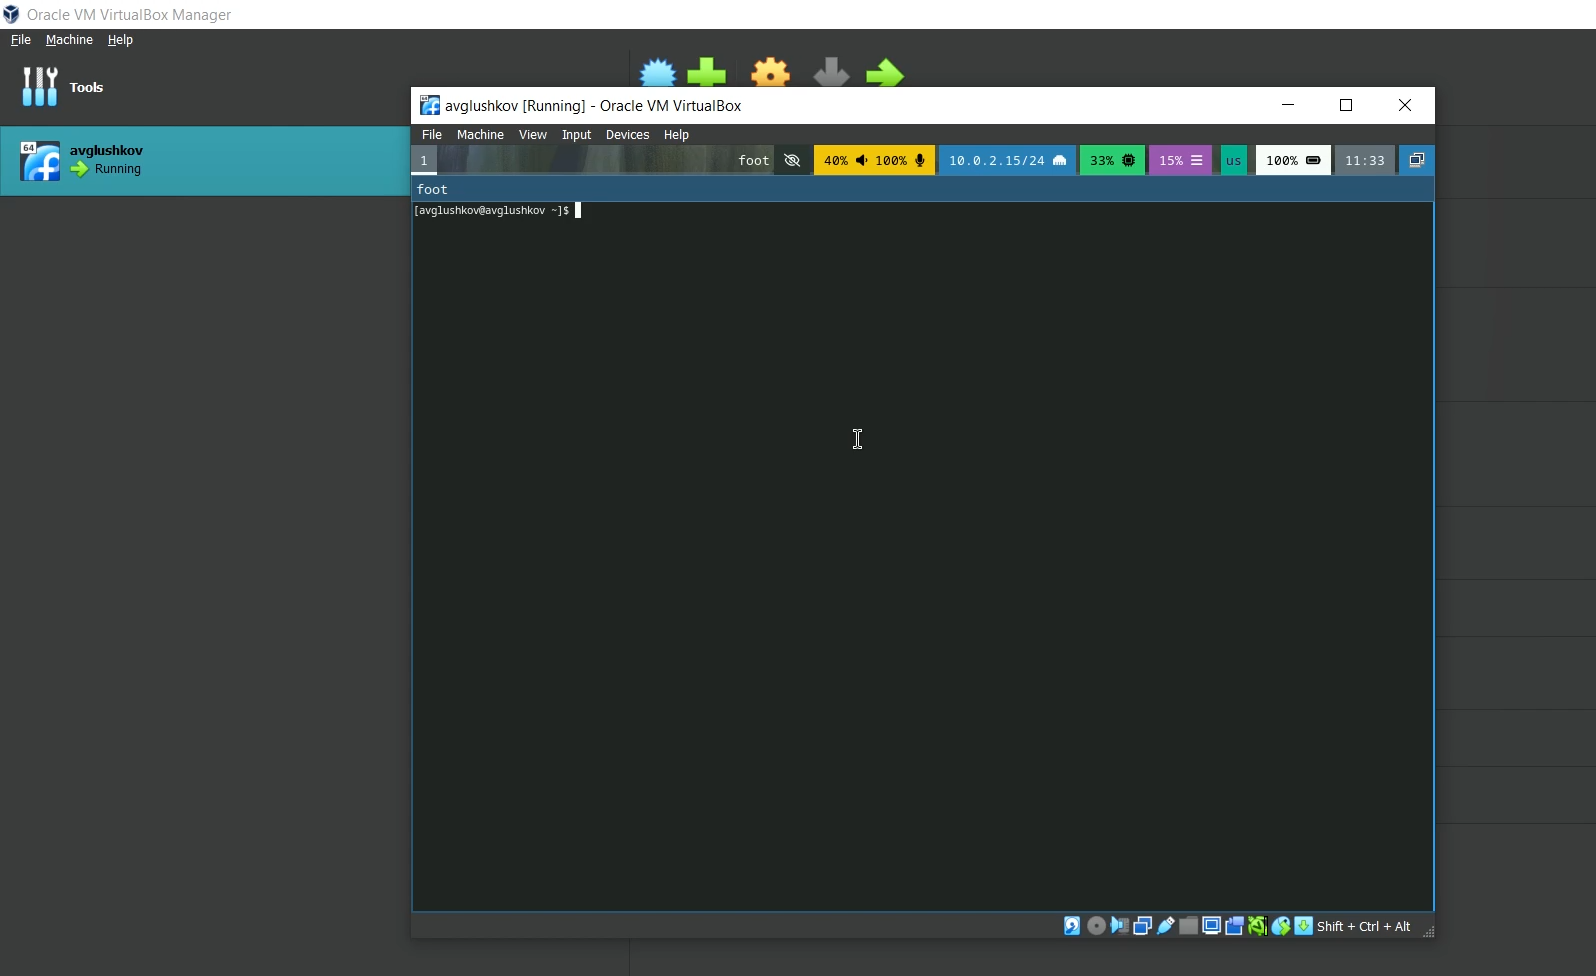 Oracle VM VirtualBox Manager
File Machine Help
Tools
64
avglushkov
Running
avglushkov [Running] - Oracle VM VirtualBox
File Machine View Input Devices Help
1 foot 40% 100% 10.0.2.15/24 33% 15% us 100% 11:33
foot
[avglushkov@avglushkov ~]$
Shift + Ctrl + Alt